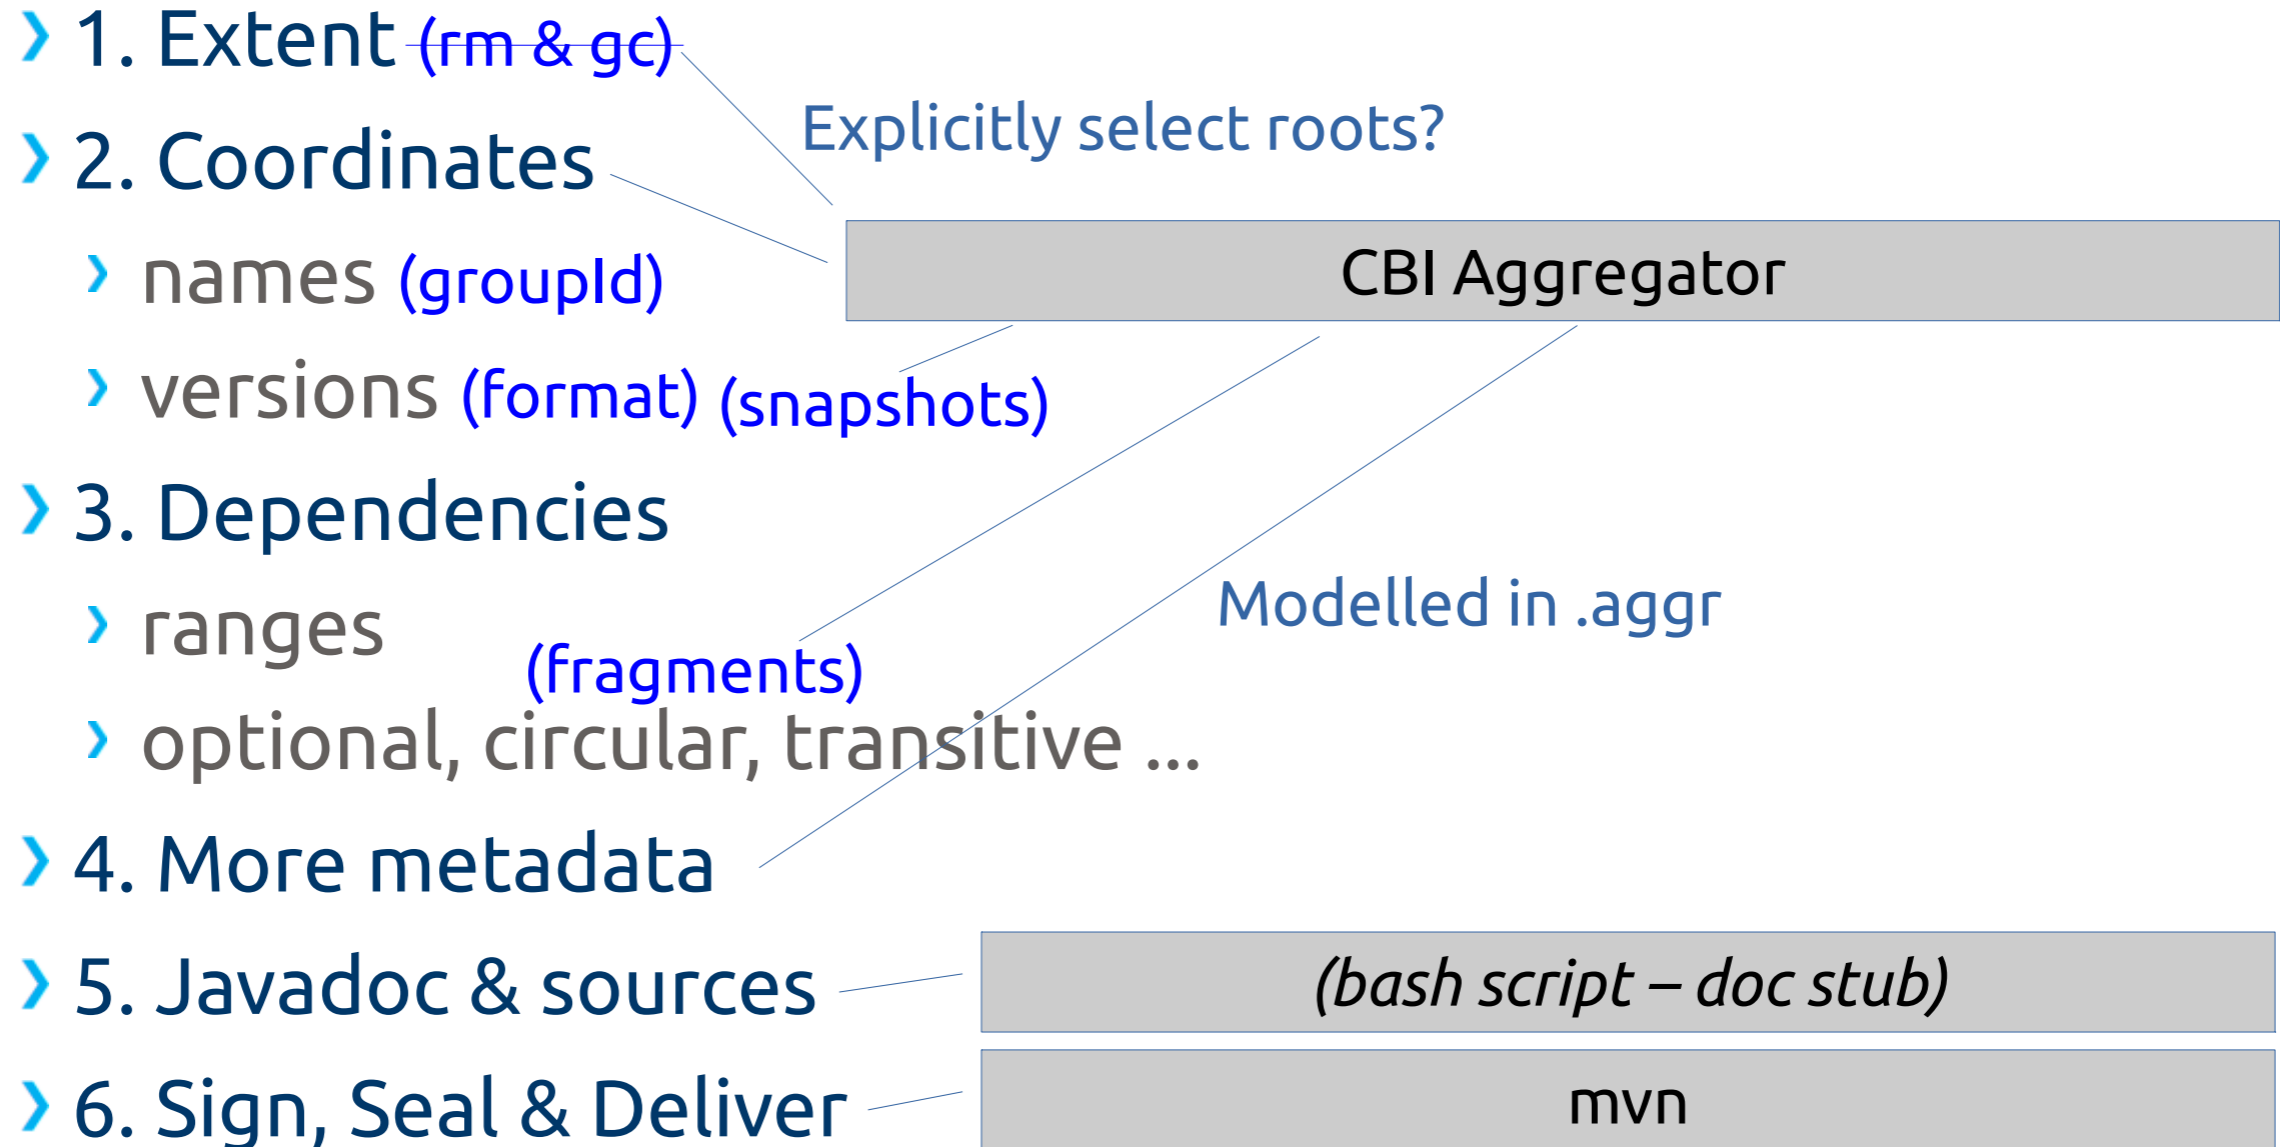 1. Extent (rm & gc)
Explicitly select roots?
2. Coordinates
CBI Aggregator
names (groupId)
versions (format) (snapshots)
3. Dependencies
Modelled in .aggr
ranges
(fragments)
optional, circular, transitive ...
4. More metadata
5. Javadoc & sources
(bash script – doc stub)
6. Sign, Seal & Deliver
mvn